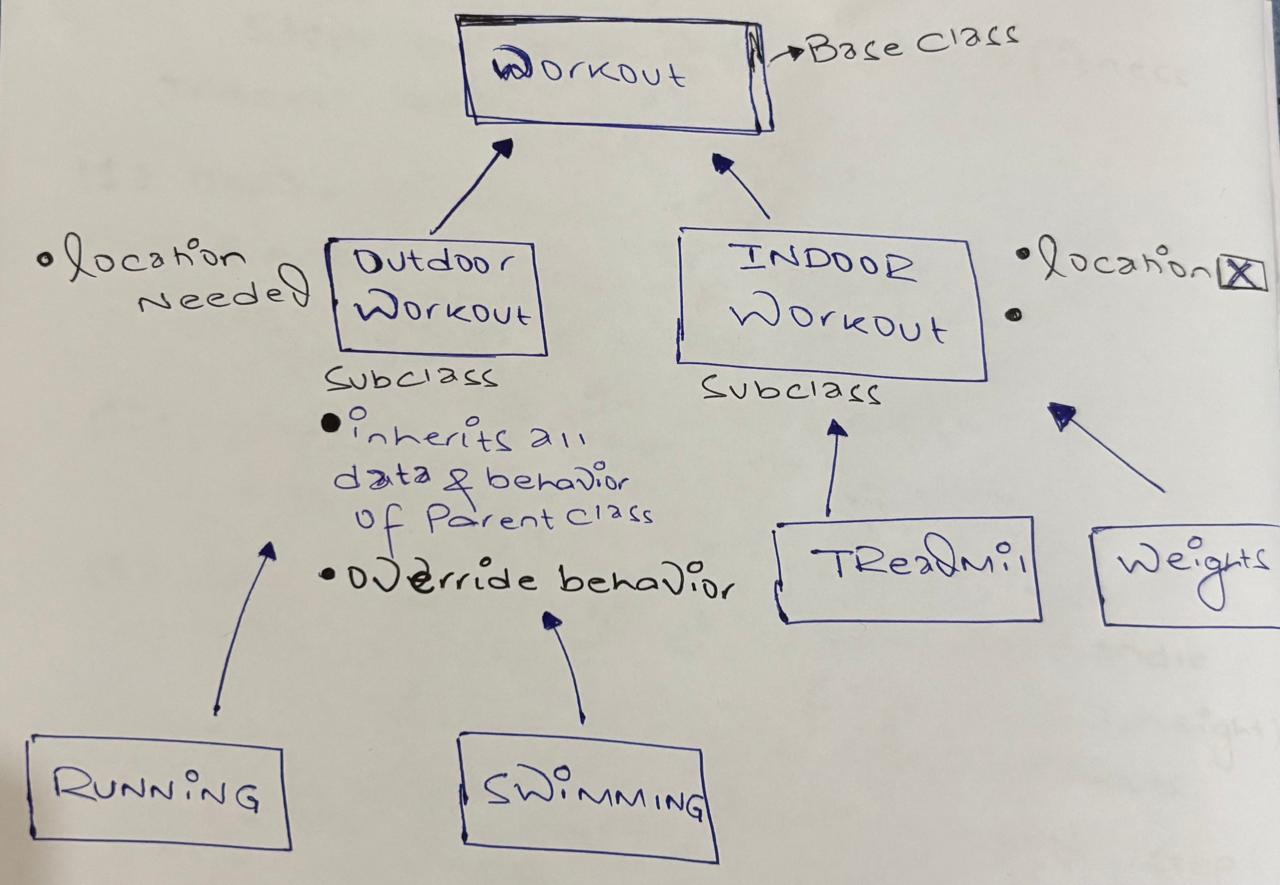 Workout
Base Class
location
Needed
Outdoor
Workout
Subclass
inherits all
data & behavior
of Parent class
override behavior
INDOOR
Workout
location X
Subclass
TReadmil
Weights
RUNNiNG
SWiMMING